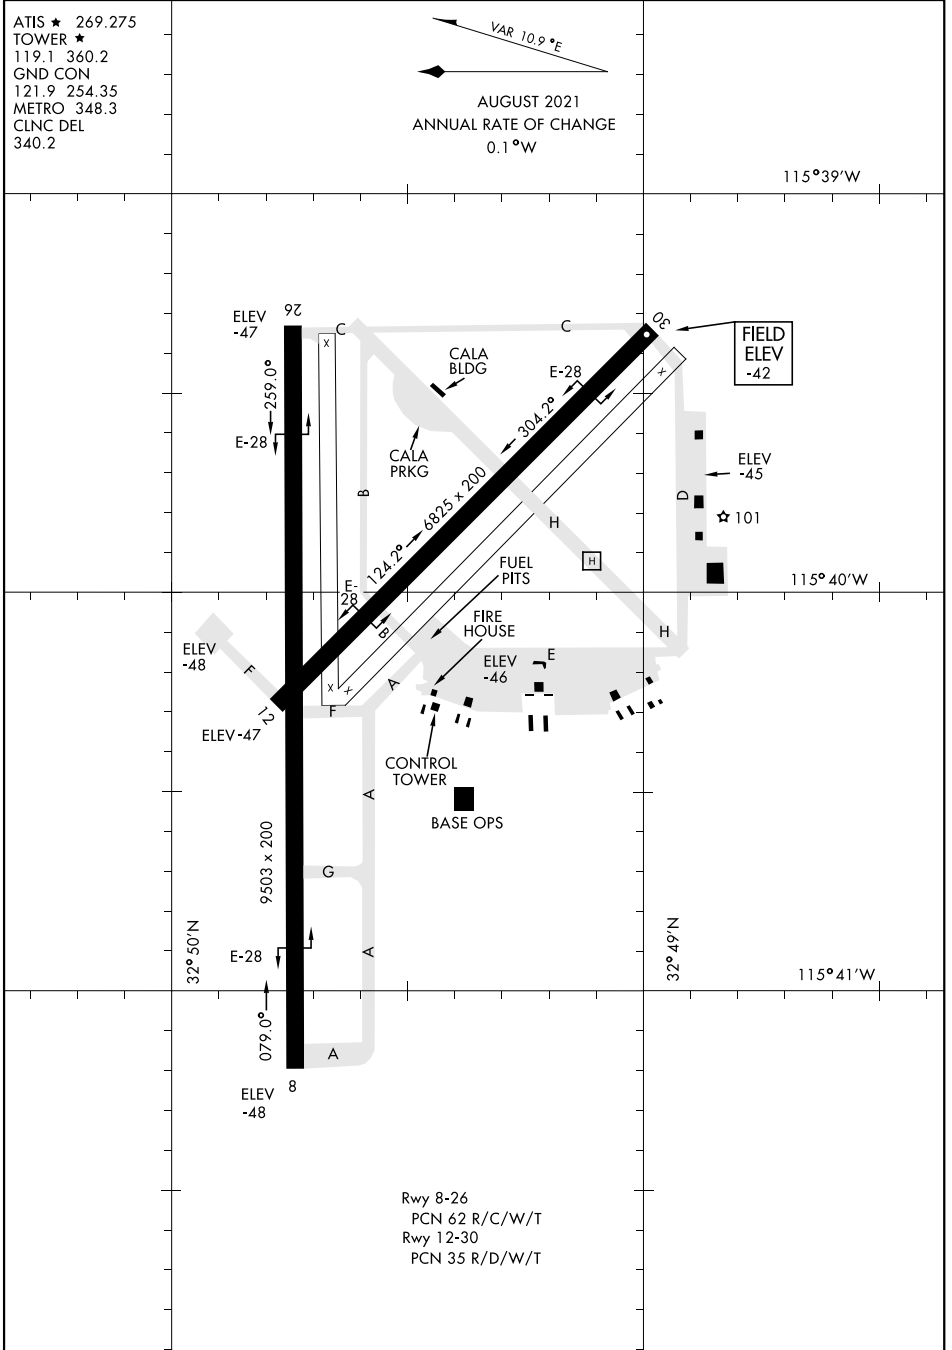 ATIS ★ 269.275
TOWER ★
119.1 360.2
GND CON
121.9 254.35
METRO 348.3
CLNC DEL
340.2
VAR 10.9 °E
AUGUST 2021
ANNUAL RATE OF CHANGE
0.1°W
115°39'W
26
ELEV
-47
C
C
30
FIELD
ELEV
-42
X
X
CALA
BLDG
E-28
259.0°
304.2°
E-28
CALA
PRKG
ELEV
-45
B
6825 x 200
D
101
H
124.2°
H
FUEL
PITS
E-
28
115°40'W
FIRE
HOUSE
B
H
ELEV
-48
F
A
ELEV
-46
E
X
X
12
F
ELEV-47
CONTROL
TOWER
A
BASE OPS
9503 x 200
G
32°50'N
32°49'N
E-28
A
115°41'W
079.0°
A
8
ELEV
-48
Rwy 8-26
PCN 62 R/C/W/T
Rwy 12-30
PCN 35 R/D/W/T